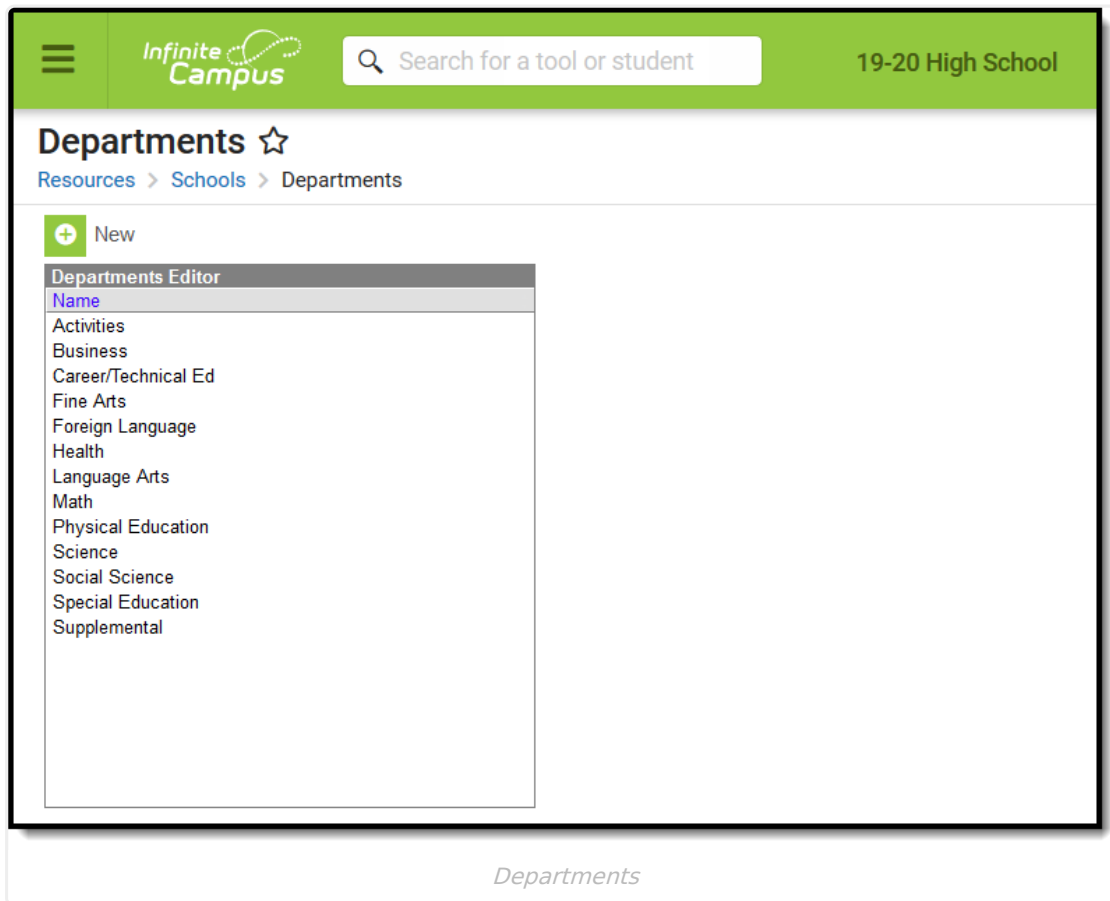 Infinite
Campus
Search for a tool or student
19-20 High School
Departments
Resources > Schools > Departments
New
Departments Editor
Name
Activities
Business
Career/Technical Ed
Fine Arts
Foreign Language
Health
Language Arts
Math
Physical Education
Science
Social Science
Special Education
Supplemental
Departments